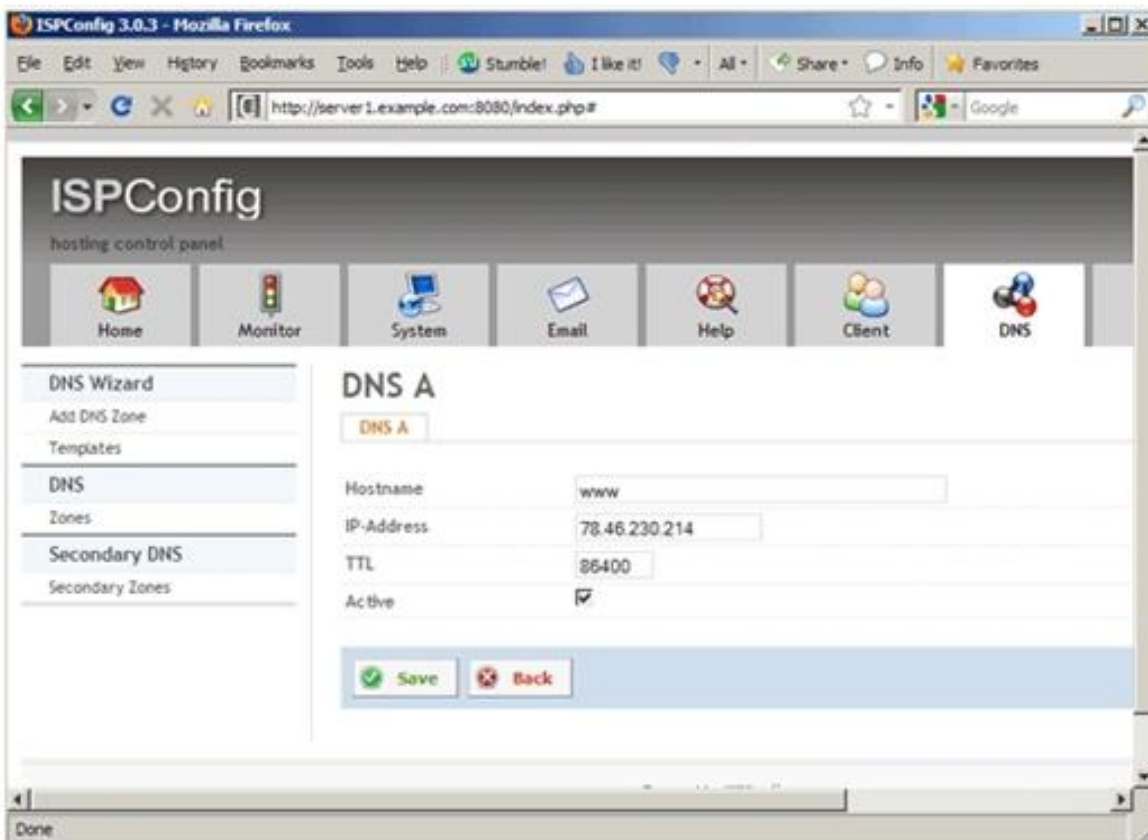 ISPConfig 3.0.3 - Mozilla Firefox
File Edit View History Bookmarks Tools Help Stumble! I like it! All Share Info Favorites
http://server1.example.com:8080/index.php# Google
ISPConfig
hosting control panel
Home Monitor System Email Help Client DNS
DNS Wizard
Add DNS Zone
Templates
DNS
Zones
Secondary DNS
Secondary Zones
DNS A
DNS A
Hostname www
IP-Address 78.46.230.214
TTL 86400
Active
Save Back
Done